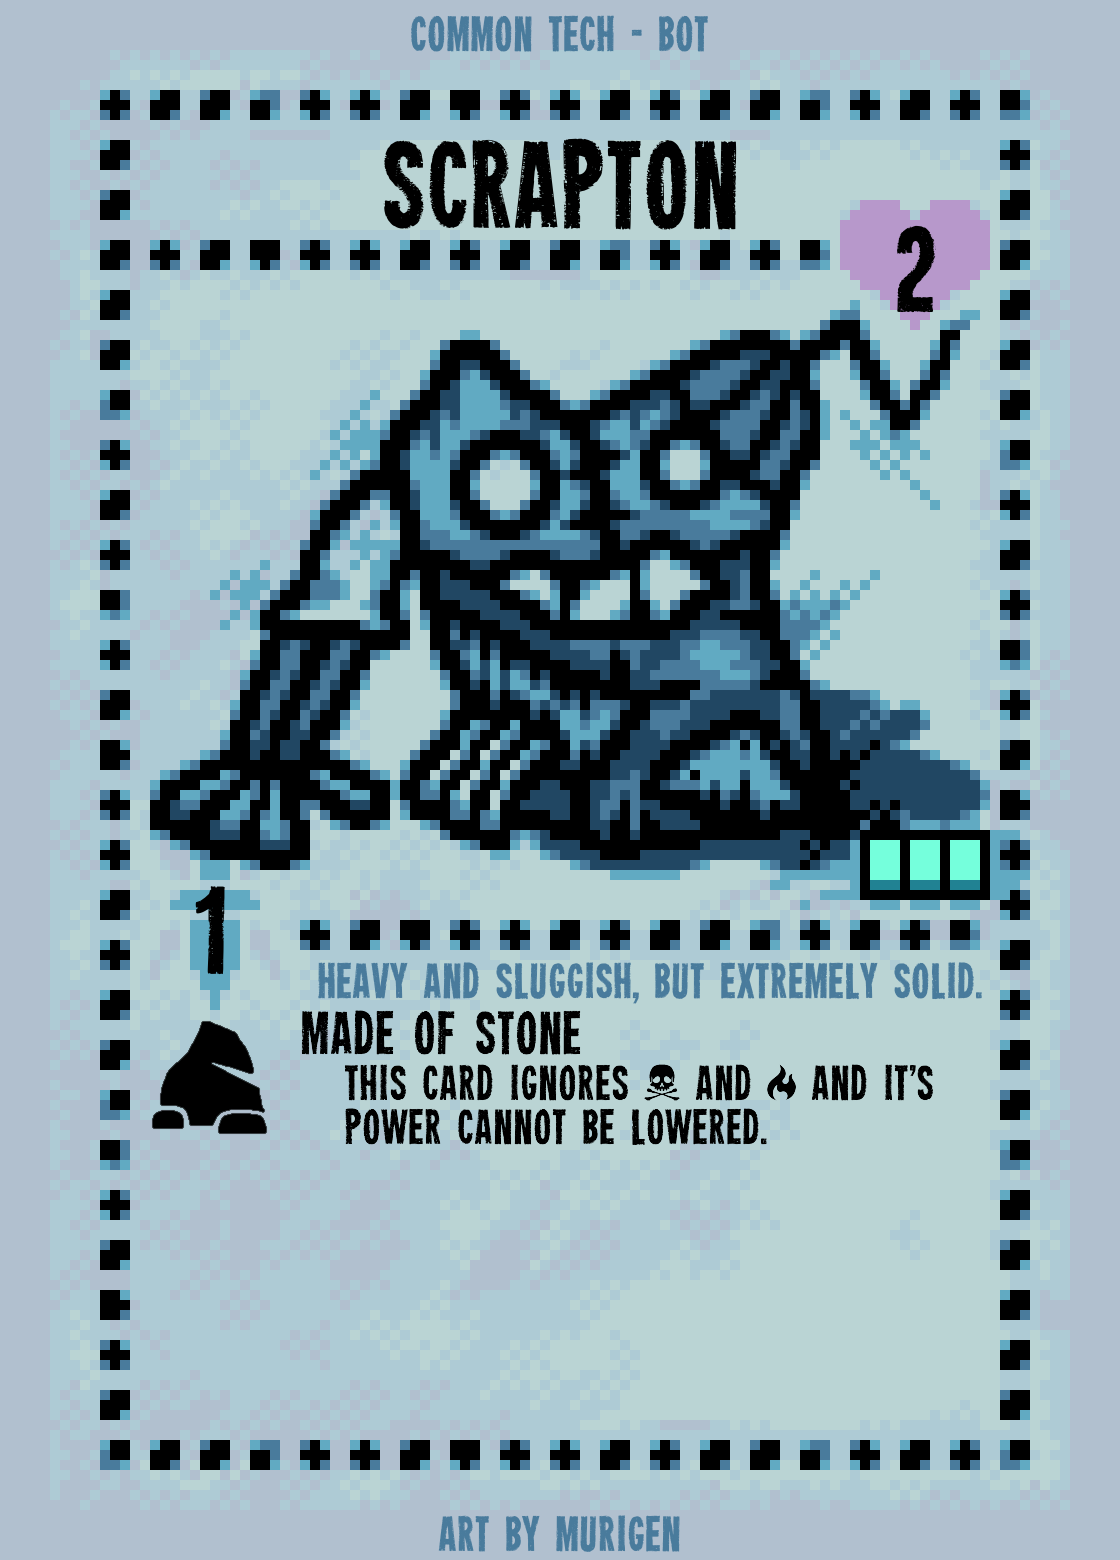 COMMON TECH - BOT
SCRAPTON
2
1
HEAVY AND SLUGGISH, BUT EXTREMELY SOLID.
MADE OF STONE
THIS CARD IGNORES ☠ AND 🔥 AND IT'S
POWER CANNOT BE LOWERED.
ART BY MURIGEN